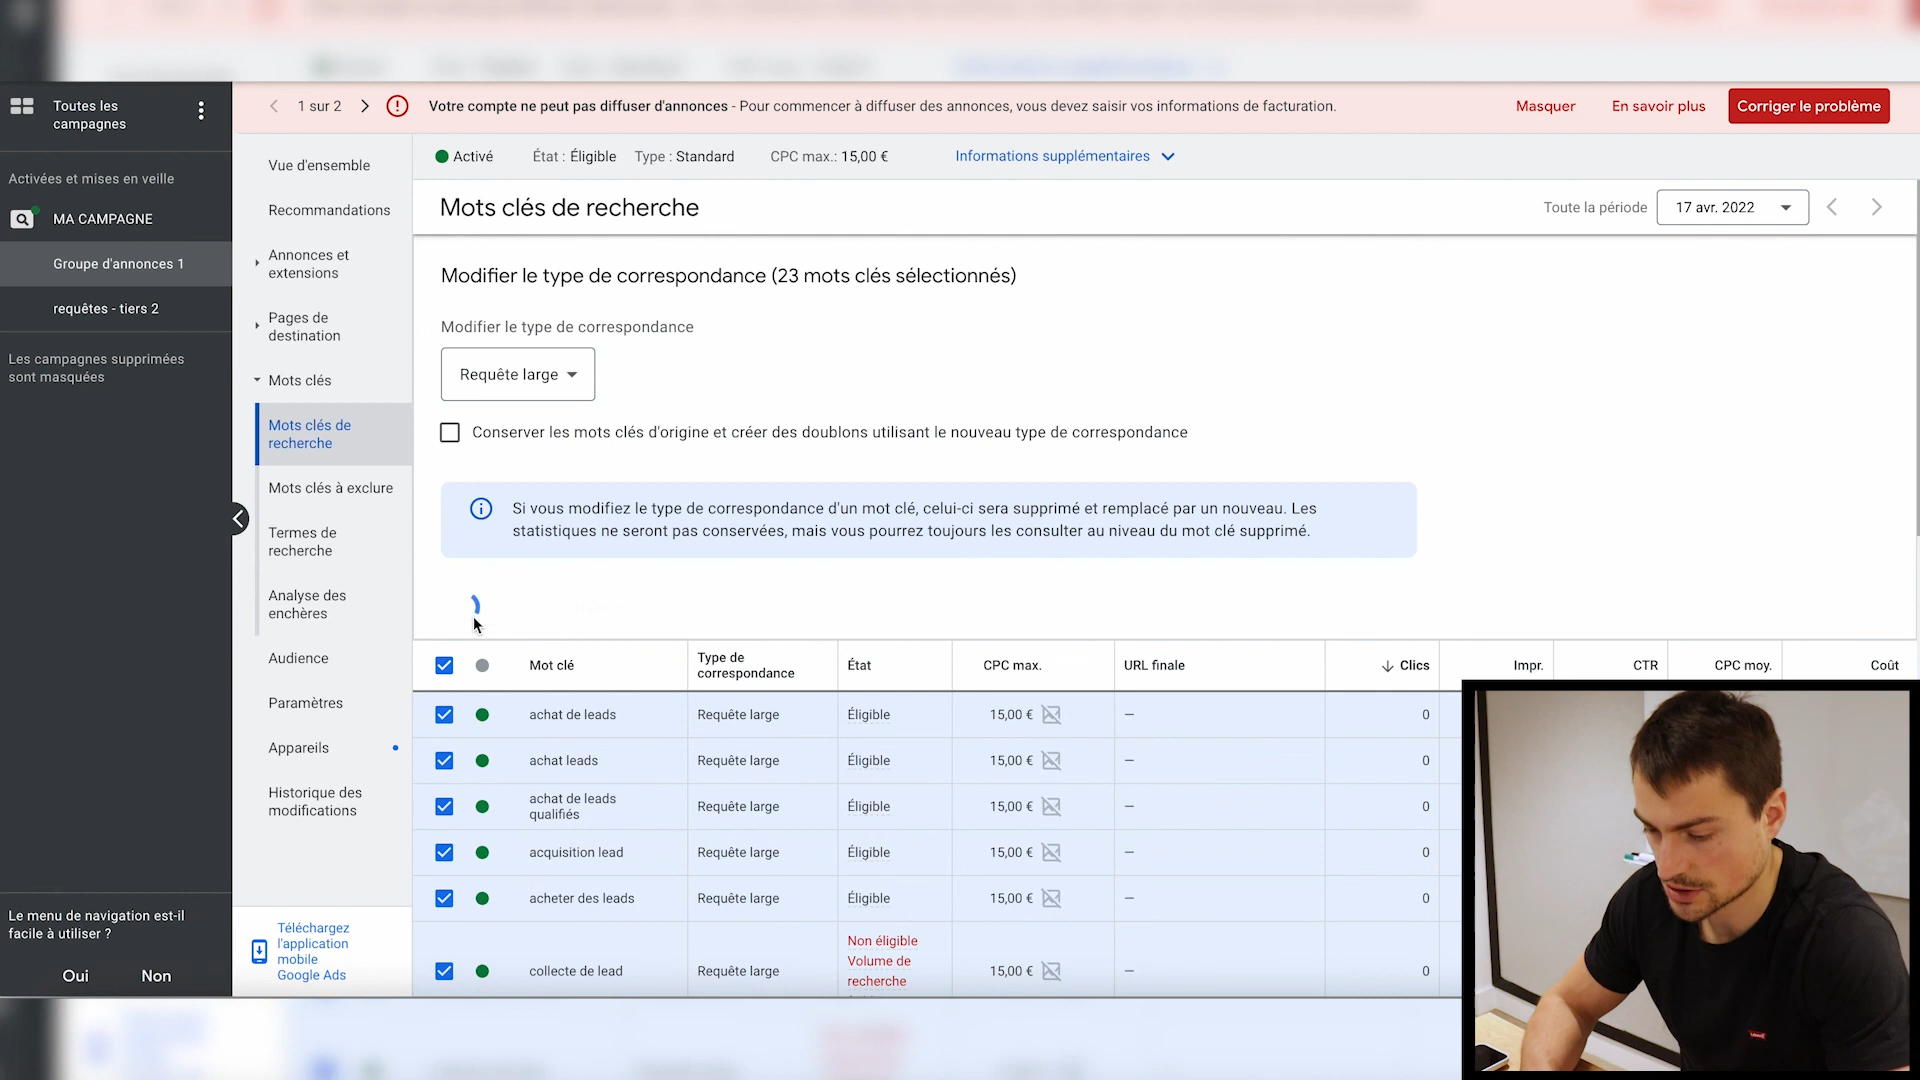 Toutes les
campagnes
1 sur 2
Votre compte ne peut pas diffuser d'annonces - Pour commencer à diffuser des annonces, vous devez saisir vos informations de facturation.
Masquer
En savoir plus
Corriger le problème
Activé
État : Éligible
Type : Standard
CPC max.: 15,00 €
Informations supplémentaires
Activées et mises en veille
MA CAMPAGNE
Groupe d'annonces 1
requêtes - tiers 2
Les campagnes supprimées
sont masquées
Le menu de navigation est-il
facile à utiliser ?
Oui
Non
Vue d'ensemble
Recommandations
Annonces et
extensions
Pages de
destination
Mots clés
Mots clés de
recherche
Mots clés à exclure
Termes de
recherche
Analyse des
enchères
Audience
Paramètres
Appareils
Historique des
modifications
Téléchargez
l'application
mobile
Google Ads
Mots clés de recherche
Toute la période
17 avr. 2022
Modifier le type de correspondance (23 mots clés sélectionnés)
Modifier le type de correspondance
Requête large
Conserver les mots clés d'origine et créer des doublons utilisant le nouveau type de correspondance
Si vous modifiez le type de correspondance d'un mot clé, celui-ci sera supprimé et remplacé par un nouveau. Les
statistiques ne seront pas conservées, mais vous pourrez toujours les consulter au niveau du mot clé supprimé.
Mot clé
Type de
correspondance
État
CPC max.
URL finale
Clics
Impr.
CTR
CPC moy.
Coût
achat de leads
Requête large
Éligible
15,00 €
–
0
achat leads
Requête large
Éligible
15,00 €
–
0
achat de leads
qualifiés
Requête large
Éligible
15,00 €
–
0
acquisition lead
Requête large
Éligible
15,00 €
–
0
acheter des leads
Requête large
Éligible
15,00 €
–
0
collecte de lead
Requête large
Non éligible
Volume de
recherche
15,00 €
–
0